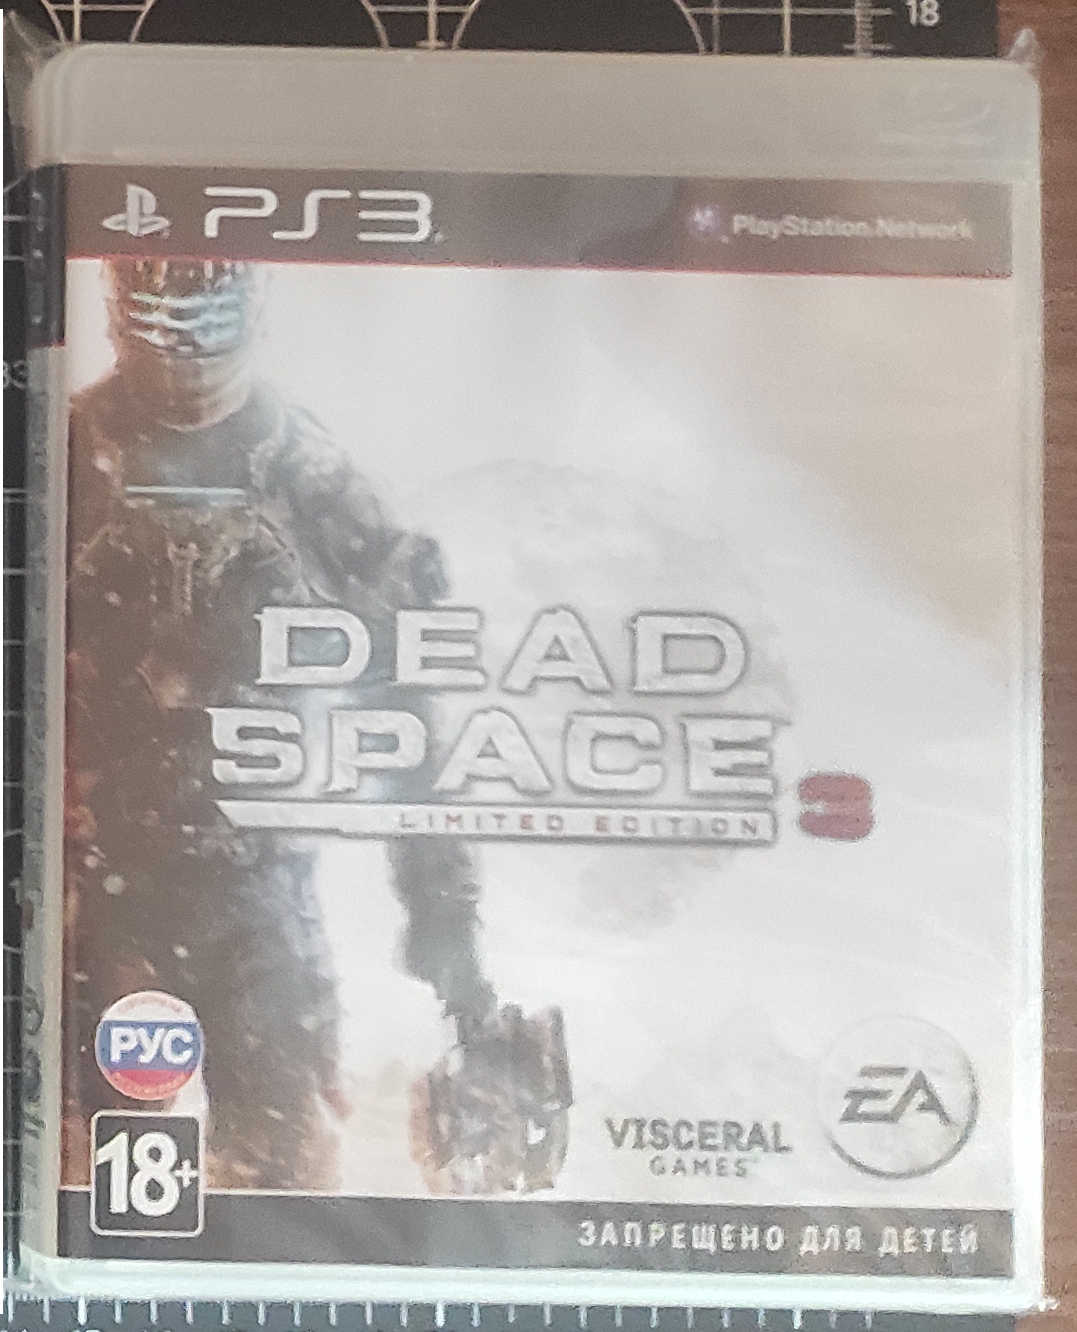 18
PS3
PlayStation Network
DEAD
SPACE 3
LIMITED EDITION
РУС
18+
VISCERAL
GAMES
EA
ЗАПРЕЩЕНО ДЛЯ ДЕТЕЙ